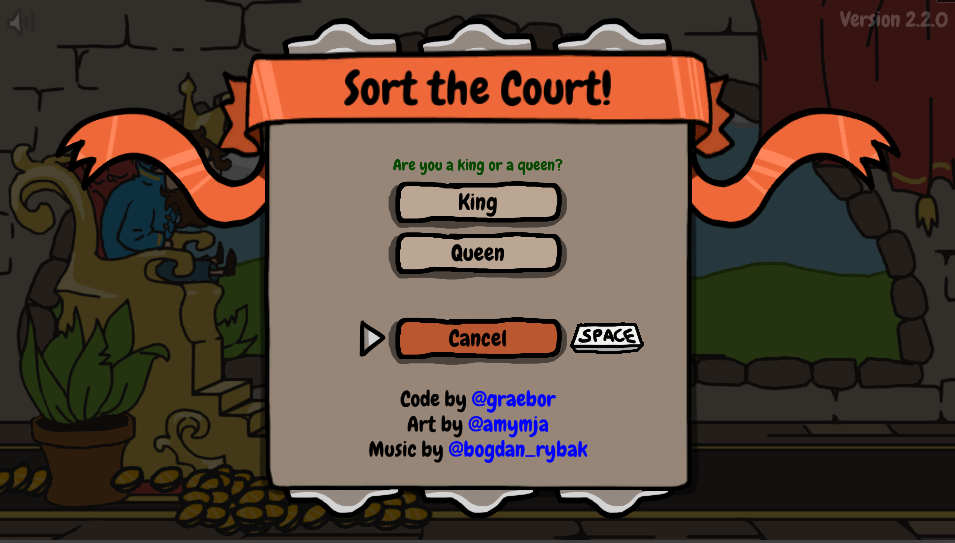 Version 2.2.0
Sort the Court!
Are you a king or a queen?
King
Queen
Cancel
SPACE
Code by @graebor
Art by @amymja
Music by @bogdan_rybak